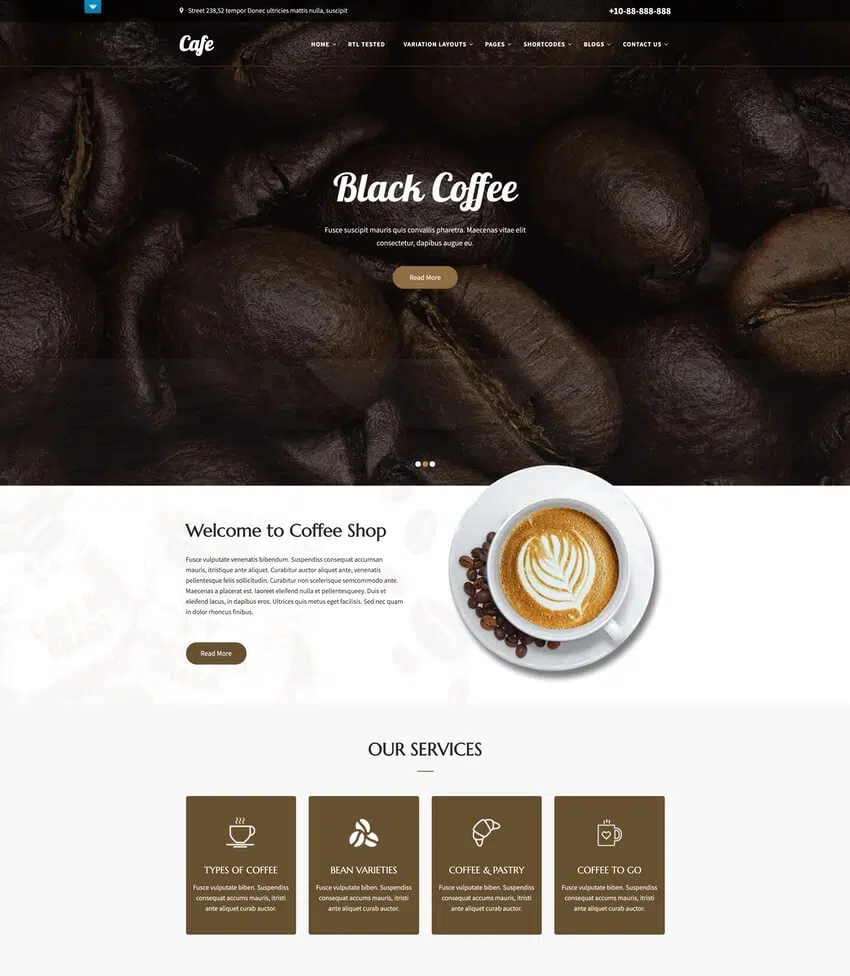 Street 238,52 tempor Donec ultricies mattis nulla, suscipit
+10-88-888-888
Cafe
HOME RTL TESTED VARIATION LAYOUTS PAGES SHORTCODES BLOGS CONTACT US
Black Coffee
Fusce suscipit mauris quis convallis pharetra. Maecenas vitae elit
consectetur, dapibus augue eu.
Read More
Welcome to Coffee Shop
Fusce vulputate venenatis bibendum. Suspendiss consequat accumsan
mauris, itristique ante aliquet. Curabitur auctor aliquet ante, venenatis
pellentesque felis sollicitudin. Curabitur non scelerisque semcommodo ante.
Maecenas a placerat est. laoreet eleifend nulla et pellentesqueey. Duis et
eleifend lacus, in dapibus eros. Ultrices quis metus eget facilisis. Sed nec quam
in dolor rhoncus finibus.
Read More
OUR SERVICES
TYPES OF COFFEE
Fusce vulputate biben. Suspendiss
consequat accums mauris, itristi
ante aliquet curab auctor.
BEAN VARIETIES
Fusce vulputate biben. Suspendiss
consequat accums mauris, itristi
ante aliquet curab auctor.
COFFEE & PASTRY
Fusce vulputate biben. Suspendiss
consequat accums mauris, itristi
ante aliquet curab auctor.
COFFEE TO GO
Fusce vulputate biben. Suspendiss
consequat accums mauris, itristi
ante aliquet curab auctor.